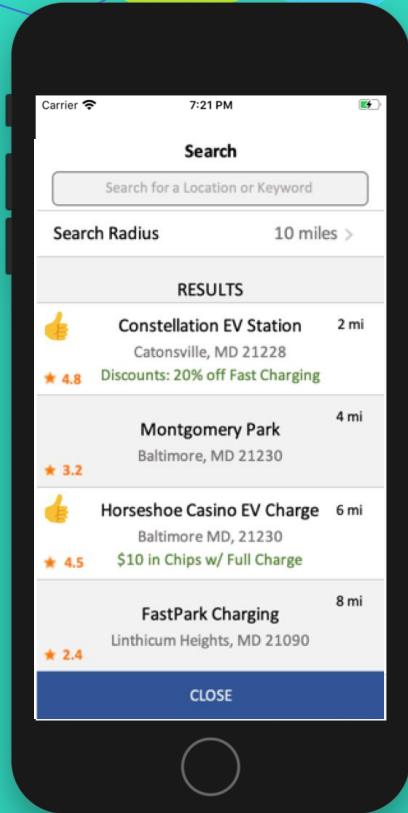 Carrier
7:21 PM
Search
Search for a Location or Keyword
Search Radius 10 miles >
RESULTS
Constellation EV Station 2 mi
Catonsville, MD 21228
★ 4.8 Discounts: 20% off Fast Charging
4 mi
Montgomery Park
Baltimore, MD 21230
★ 3.2
Horseshoe Casino EV Charge 6 mi
Baltimore MD, 21230
★ 4.5 $10 in Chips w/ Full Charge
8 mi
FastPark Charging
Linthicum Heights, MD 21090
★ 2.4
CLOSE